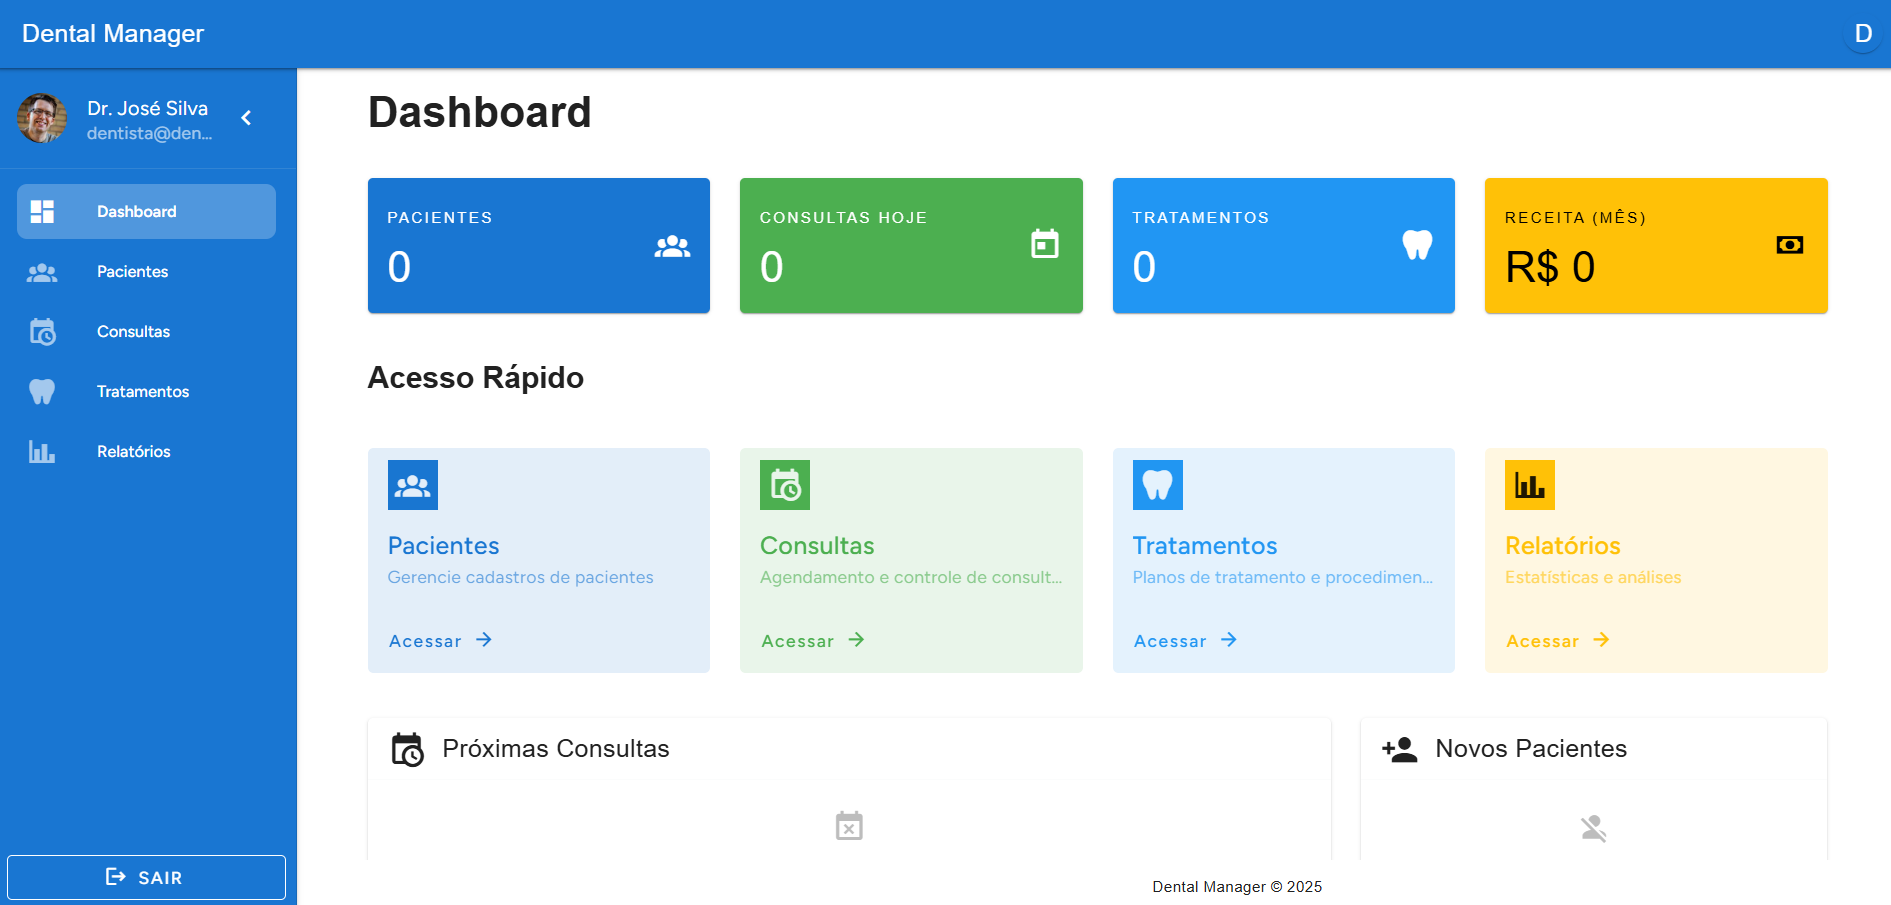 Dental Manager
D
Dr. José Silva
dentista@den...
Dashboard
Pacientes
Consultas
Tratamentos
Relatórios
SAIR
Dashboard
PACIENTES
0
CONSULTAS HOJE
0
TRATAMENTOS
0
RECEITA (MÊS)
R$ 0
Acesso Rápido
Pacientes
Gerencie cadastros de pacientes
Acessar
Consultas
Agendamento e controle de consult...
Acessar
Tratamentos
Planos de tratamento e procedimen...
Acessar
Relatórios
Estatísticas e análises
Acessar
Próximas Consultas
Novos Pacientes
Dental Manager © 2025